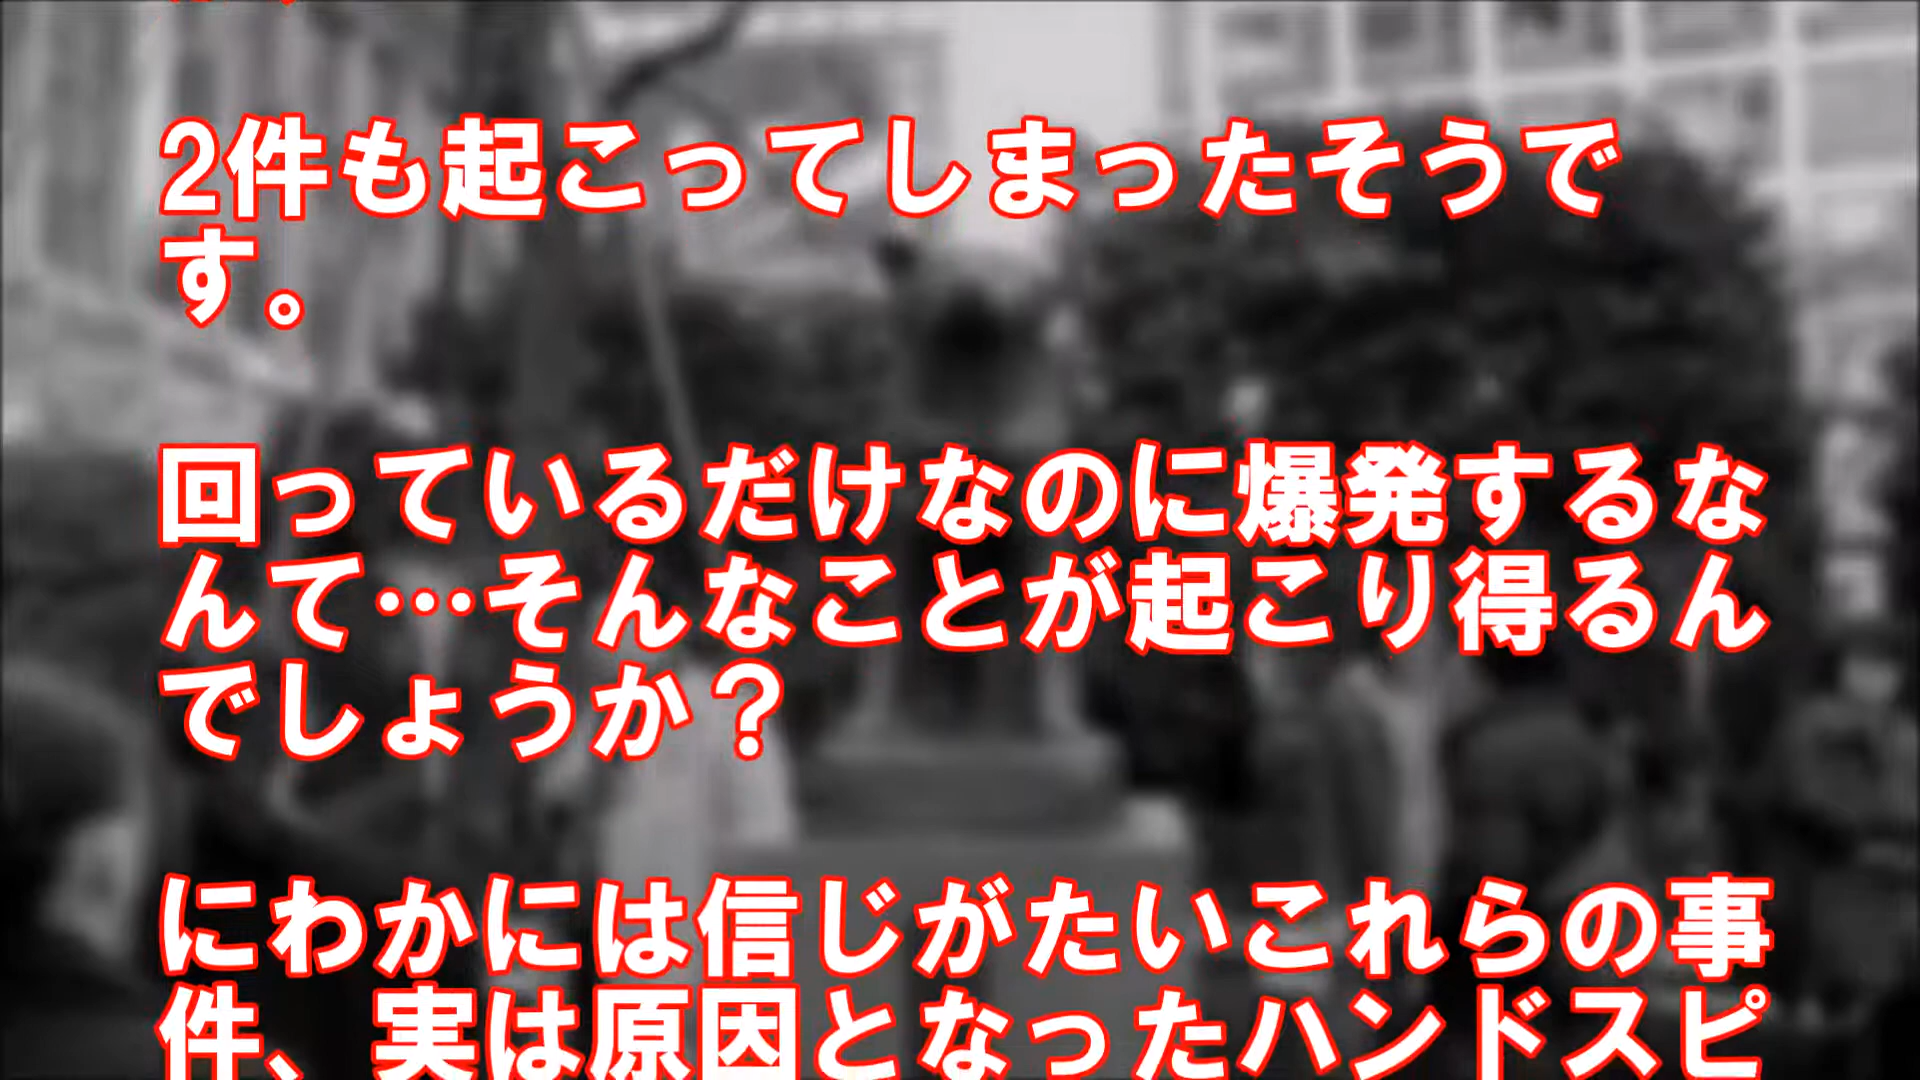 2件も起こってしまったそうで
す。
回っているだけなのに爆発するな
んて…そんなことが起こり得るん
でしょうか？
にわかには信じがたいこれらの事
件、実は原因となったハンドスピ